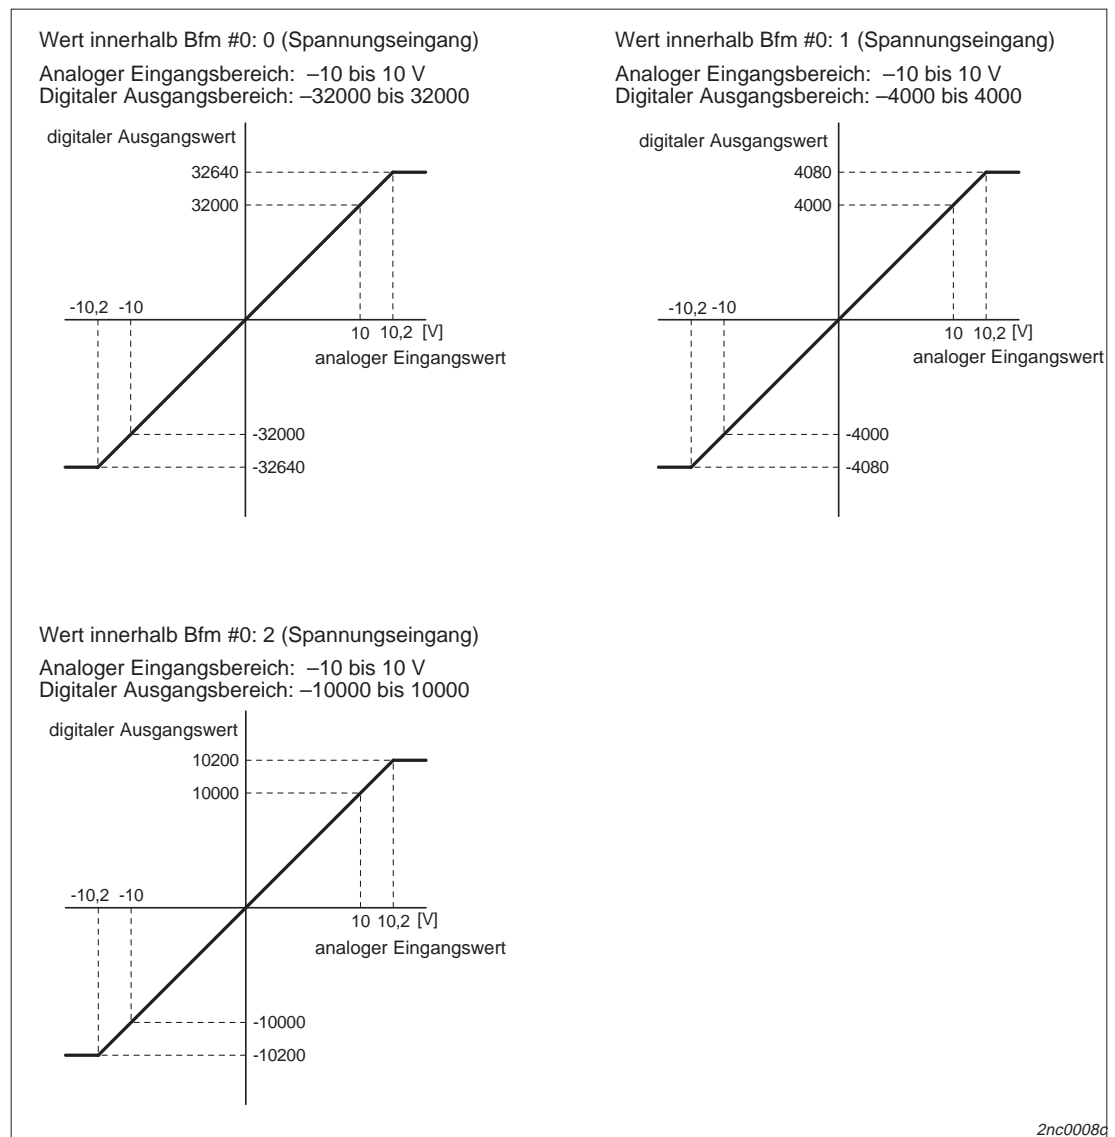 Wert innerhalb Bfm #0: 0 (Spannungseingang)
Analoger Eingangsbereich: –10 bis 10 V
Digitaler Ausgangsbereich: –32000 bis 32000
digitaler Ausgangswert
32640
32000
-10,2 -10
10 10,2 [V]
analoger Eingangswert
-32000
-32640
Wert innerhalb Bfm #0: 1 (Spannungseingang)
Analoger Eingangsbereich: –10 bis 10 V
Digitaler Ausgangsbereich: –4000 bis 4000
digitaler Ausgangswert
4080
4000
-10,2 -10
10 10,2 [V]
analoger Eingangswert
-4000
-4080
Wert innerhalb Bfm #0: 2 (Spannungseingang)
Analoger Eingangsbereich: –10 bis 10 V
Digitaler Ausgangsbereich: –10000 bis 10000
digitaler Ausgangswert
10200
10000
-10,2 -10
10 10,2 [V]
analoger Eingangswert
-10000
-10200
2nc0008c